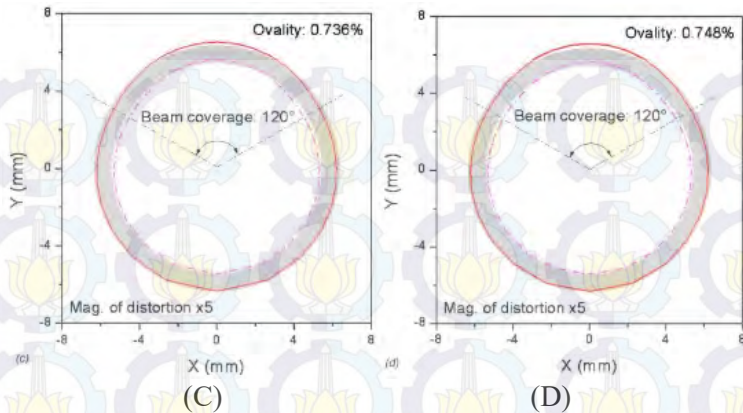 8
Ovality: 0.736%
4
Beam coverage: 120°
Y (mm)
0
-4
Mag. of distortion x5
-8
-8 -4 0 4 8
X (mm)
(c)
(C)
8
Ovality: 0.748%
4
Beam coverage: 120°
Y (mm)
0
-4
Mag. of distortion x5
-8
-8 -4 0 4 8
X (mm)
(d)
(D)